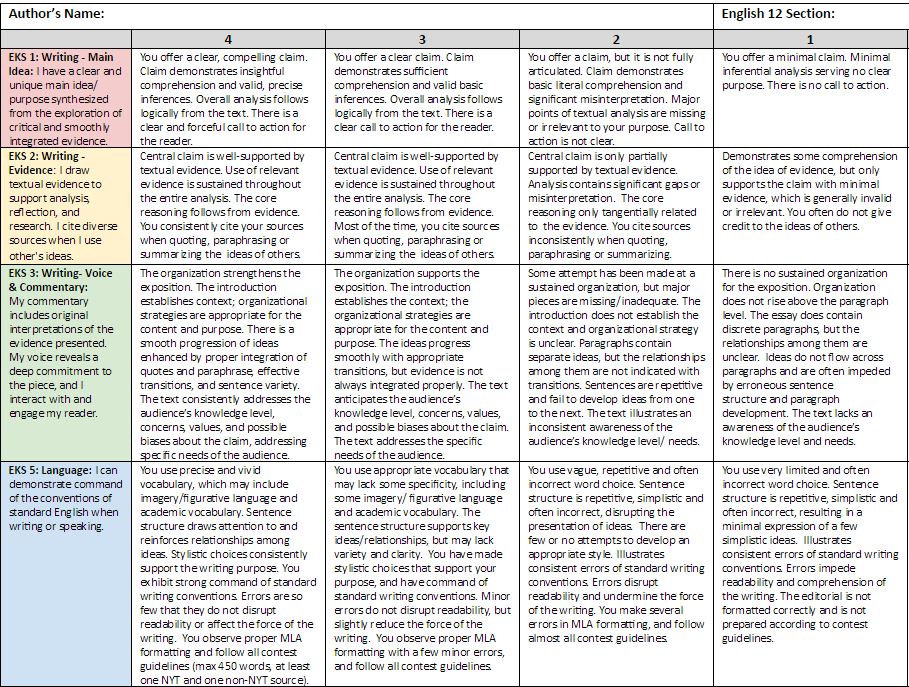 Author's Name:
English 12 Section:
4
3
2
1
EKS 1: Writing - Main
Idea: I have a clear and
unique main idea/
purpose synthesized
from the exploration of
critical and smoothly
integrated evidence.
You offer a clear, compelling claim.
Claim demonstrates insightful
comprehension and valid, precise
inferences. Overall analysis follows
logically from the text. There is a
clear and forceful call to action for
the reader.
You offer a clear claim. Claim
demonstrates sufficient
comprehension and valid basic
inferences. Overall analysis follows
logically from the text. There is a
clear call to action for the reader.
You offer a claim, but it is not fully
articulated. Claim demonstrates
basic literal comprehension and
significant misinterpretation. Major
points of textual analysis are missing
or irrelevant to your purpose. Call to
action is not clear.
You offer a minimal claim. Minimal
inferential analysis serving no clear
purpose. There is no call to action.
EKS 2: Writing -
Evidence: I draw
textual evidence to
support analysis,
reflection, and
research. I cite diverse
sources when I use
other's ideas.
Central claim is well-supported by
textual evidence. Use of relevant
evidence is sustained throughout
the entire analysis. The core
reasoning follows from evidence.
You consistently cite your sources
when quoting, paraphrasing or
summarizing the ideas of others.
Central claim is well-supported by
textual evidence. Use of relevant
evidence is sustained throughout
the entire analysis. The core
reasoning follows from evidence.
Most of the time, you cite sources
when quoting, paraphrasing or
summarizing the ideas of others.
Central claim is only partially
supported by textual evidence.
Analysis contains significant gaps or
misinterpretation. The core
reasoning only tangentially related
to the evidence. You cite sources
inconsistently when quoting,
paraphrasing or summarizing.
Demonstrates some comprehension
of the idea of evidence, but only
supports the claim with minimal
evidence, which is generally invalid
or irrelevant. You often do not give
credit to the ideas of others.
EKS 3: Writing- Voice
& Commentary:
My commentary
includes original
interpretations of the
evidence presented.
My voice reveals a
deep commitment to
the piece, and I
interact with and
engage my reader.
The organization strengthens the
exposition. The introduction
establishes context; organizational
strategies are appropriate for the
content and purpose. There is a
smooth progression of ideas
enhanced by proper integration of
quotes and paraphrase, effective
transitions, and sentence variety.
The text consistently addresses the
audience's knowledge level,
concerns, values, and possible
biases about the claim, addressing
specific needs of the audience.
The organization supports the
exposition. The introduction
establishes the context; the
organizational strategies are
appropriate for the content and
purpose. The ideas progress
smoothly with appropriate
transitions, but evidence is not
always integrated properly. The text
anticipates the audience's
knowledge level, concerns, values,
and possible biases about the claim.
The text addresses the specific
needs of the audience.
Some attempt has been made at a
sustained organization, but major
pieces are missing/inadequate. The
introduction does not establish the
context and organizational strategy
is unclear. Paragraphs contain
separate ideas, but the relationships
among them are not indicated with
transitions. Sentences are repetitive
and fail to develop ideas from one
to the next. The text illustrates an
inconsistent awareness of the
audience's knowledge level/ needs.
There is no sustained organization
for the exposition. Organization
does not rise above the paragraph
level. The essay does contain
discrete paragraphs, but the
relationships among them are
unclear. Ideas do not flow across
paragraphs and are often impeded
by erroneous sentence
structure and paragraph
development. The text lacks an
awareness of the audience's
knowledge level and needs.
EKS 5: Language: I can
demonstrate command
of the conventions of
standard English when
writing or speaking.
You use precise and vivid
vocabulary, which may include
imagery/figurative language and
academic vocabulary. Sentence
structure draws attention to and
reinforces relationships among
ideas. Stylistic choices consistently
support the writing purpose. You
exhibit strong command of standard
writing conventions. Errors are so
few that they do not disrupt
readability or affect the force of the
writing. You observe proper MLA
formatting and follow all contest
guidelines (max 450 words, at least
one NYT and one non-NYT source).
You use appropriate vocabulary that
may lack some specificity, including
some imagery/ figurative language
and academic vocabulary. The
sentence structure supports key
ideas/relationships, but may lack
variety and clarity. You have made
stylistic choices that support your
purpose, and have command of
standard writing conventions. Minor
errors do not disrupt readability, but
slightly reduce the force of the
writing. You observe proper MLA
formatting with a few minor errors,
and follow all contest guidelines.
You use vague, repetitive and often
incorrect word choice. Sentence
structure is repetitive, simplistic and
often incorrect, disrupting the
presentation of ideas. There are
few or no attempts to develop an
appropriate style. Illustrates
consistent errors of standard writing
conventions. Errors disrupt
readability and undermine the force
of the writing. You make several
errors in MLA formatting, and follow
almost all contest guidelines.
You use very limited and often
incorrect word choice. Sentence
structure is repetitive, simplistic and
often incorrect, resulting in a
minimal expression of a few
simplistic ideas. Illustrates
consistent errors of standard writing
conventions. Errors impede
readability and comprehension of
the writing. The editorial is not
formatted correctly and is not
prepared according to contest
guidelines.